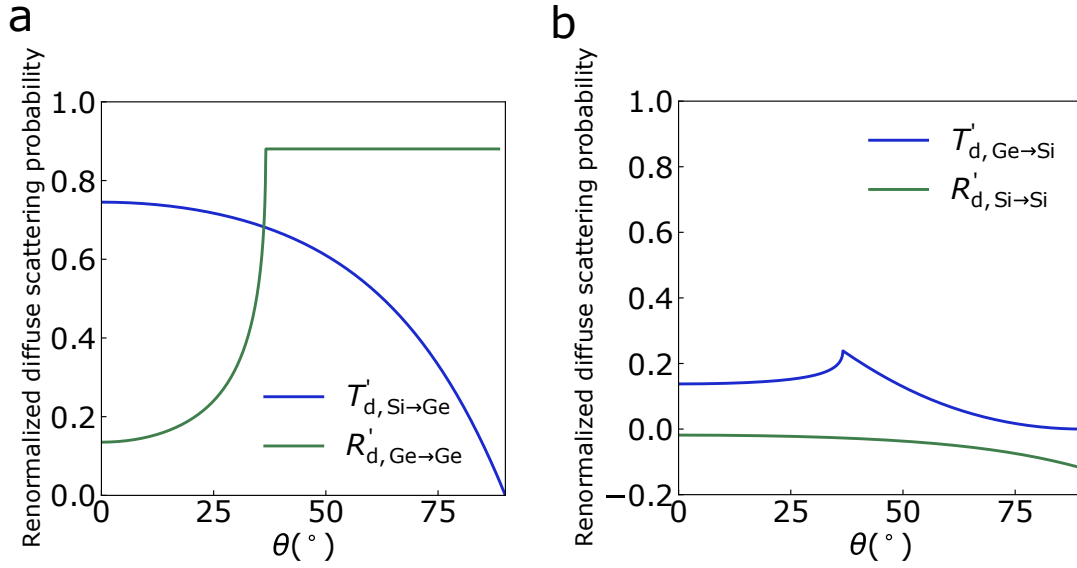 a
Renormalized diffuse scattering probability
1.0
0.8
0.6
0.4
0.2
0.0
0
25
50
75
θ(°)
T'd, Si→Ge
R'd, Ge→Ge
b
Renormalized diffuse scattering probability
1.0
0.8
0.6
0.4
0.2
0.0
−0.2
0
25
50
75
θ(°)
T'd, Ge→Si
R'd, Si→Si